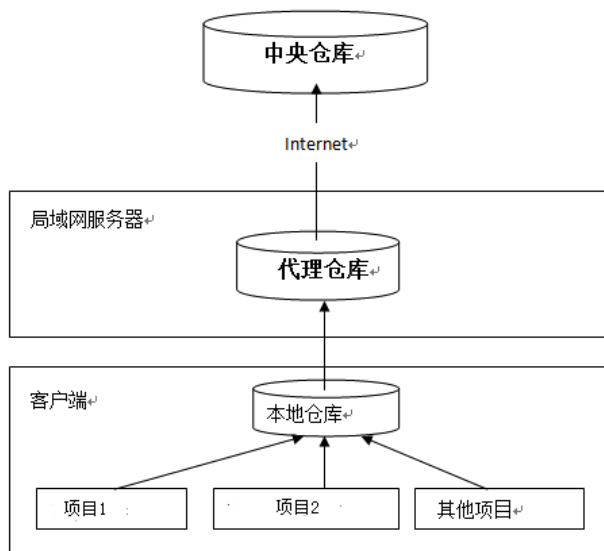 中央仓库
Internet
局域网服务器
代理仓库
客户端
本地仓库
项目1
项目2
其他项目